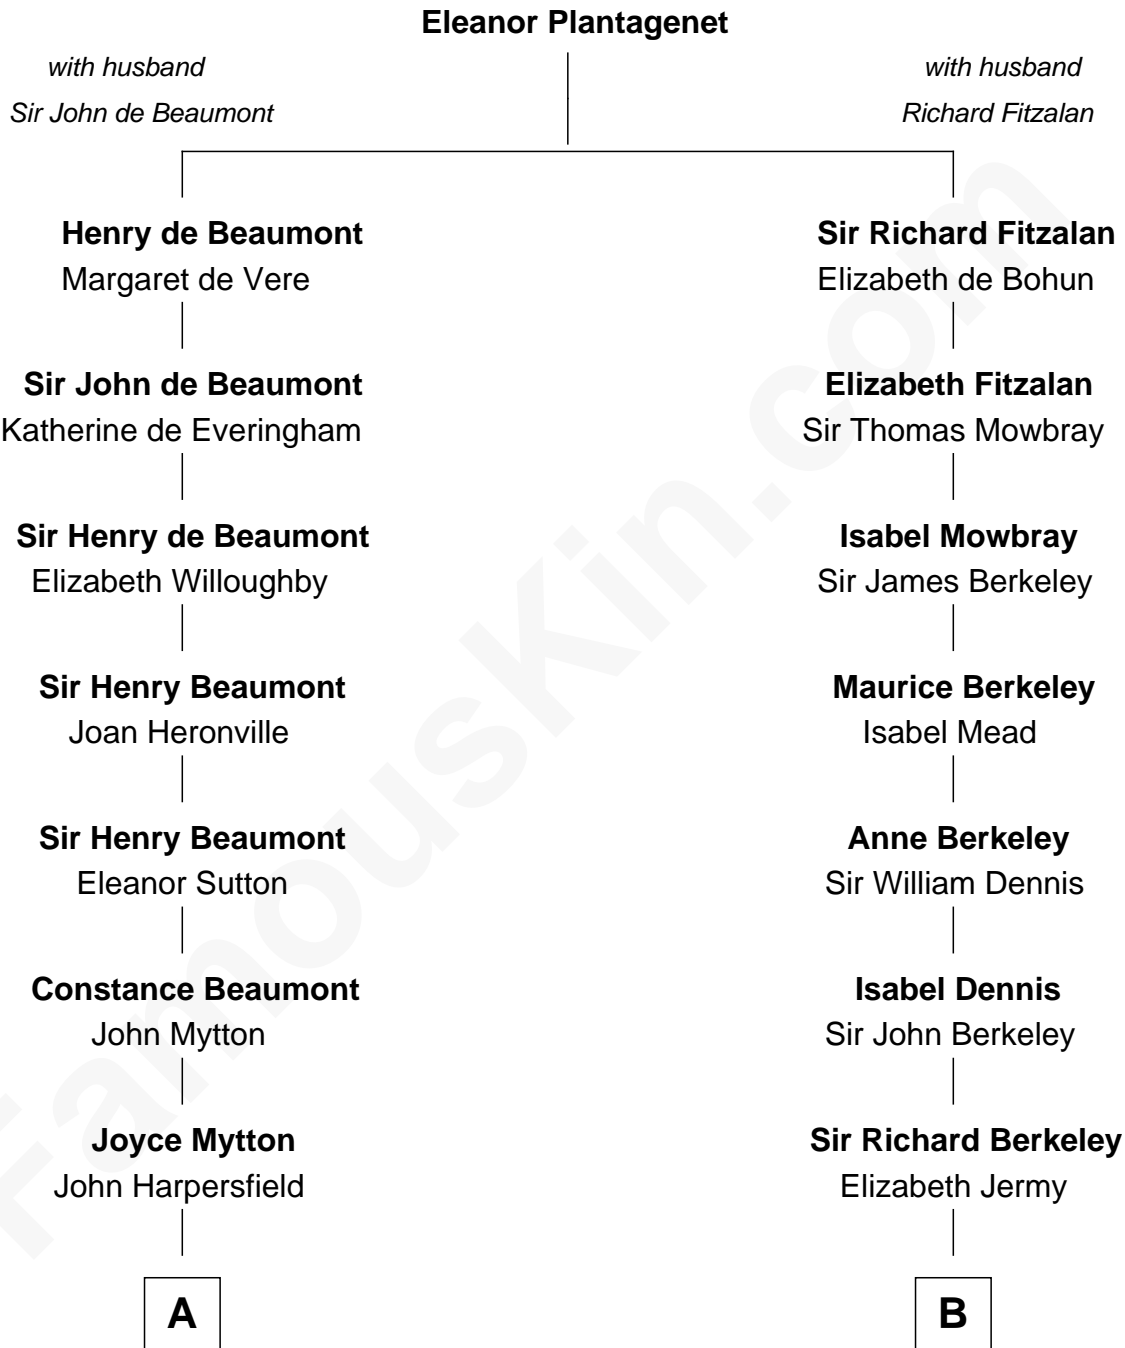 Eleanor Plantagenet
with husband
Sir John de Beaumont
with husband
Richard Fitzalan
Henry de Beaumont
Margaret de Vere
Sir Richard Fitzalan
Elizabeth de Bohun
Sir John de Beaumont
Katherine de Everingham
Elizabeth Fitzalan
Sir Thomas Mowbray
Sir Henry de Beaumont
Elizabeth Willoughby
Isabel Mowbray
Sir James Berkeley
Sir Henry Beaumont
Joan Heronville
Maurice Berkeley
Isabel Mead
Sir Henry Beaumont
Eleanor Sutton
Anne Berkeley
Sir William Dennis
Constance Beaumont
John Mytton
Isabel Dennis
Sir John Berkeley
Joyce Mytton
John Harpersfield
Sir Richard Berkeley
Elizabeth Jermy
A
B
FamousKin.com